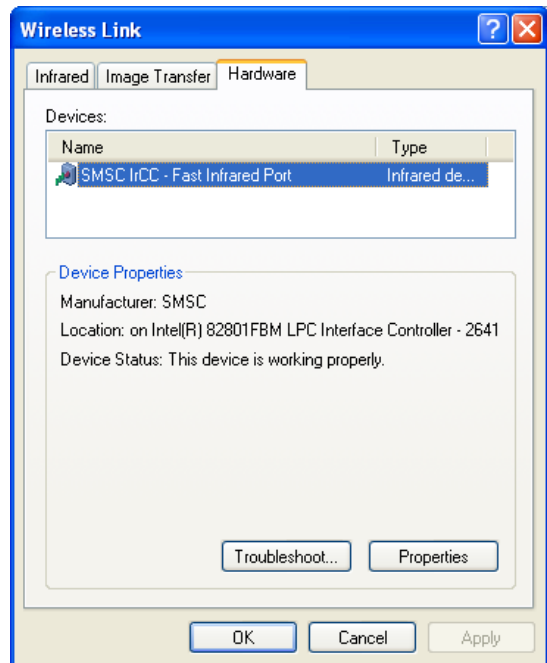 Wireless Link
Infrared Image Transfer Hardware
Devices:
Name Type
SMSC IrCC - Fast Infrared Port Infrared de...
Device Properties
Manufacturer: SMSC
Location: on Intel(R) 82801FBM LPC Interface Controller - 2641
Device Status: This device is working properly.
Troubleshoot... Properties
OK Cancel Apply